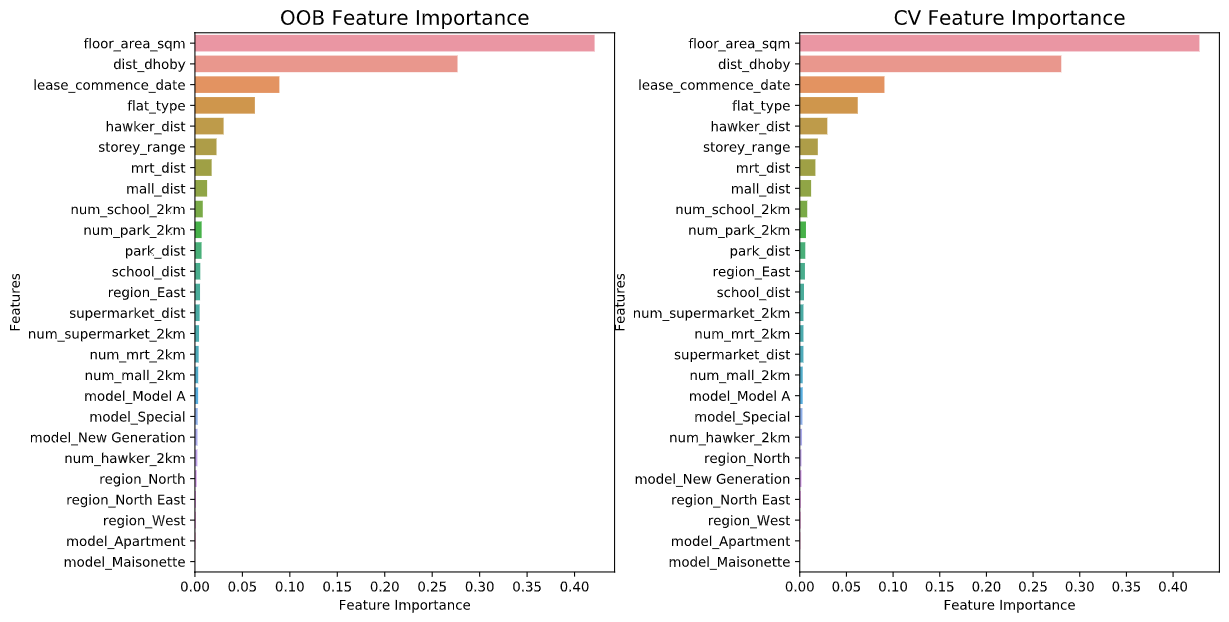 OOB Feature Importance
floor_area_sqm
dist_dhoby
lease_commence_date
flat_type
hawker_dist
storey_range
mrt_dist
mall_dist
num_school_2km
num_park_2km
park_dist
school_dist
region_East
supermarket_dist
num_supermarket_2km
num_mrt_2km
num_mall_2km
model_Model A
model_Special
model_New Generation
num_hawker_2km
region_North
region_North East
region_West
model_Apartment
model_Maisonette
Features
0.00 0.05 0.10 0.15 0.20 0.25 0.30 0.35 0.40
Feature Importance
CV Feature Importance
floor_area_sqm
dist_dhoby
lease_commence_date
flat_type
hawker_dist
storey_range
mrt_dist
mall_dist
num_school_2km
num_park_2km
park_dist
region_East
school_dist
num_supermarket_2km
num_mrt_2km
supermarket_dist
num_mall_2km
model_Model A
model_Special
num_hawker_2km
region_North
model_New Generation
region_North East
region_West
model_Apartment
model_Maisonette
Features
0.00 0.05 0.10 0.15 0.20 0.25 0.30 0.35 0.40
Feature Importance